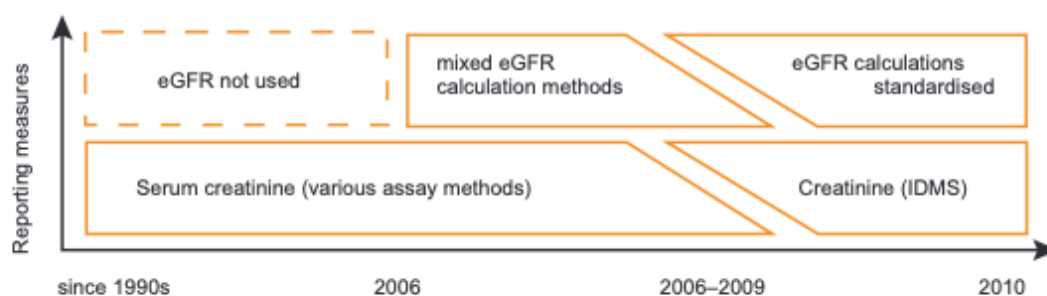 Reporting measures
eGFR not used
mixed eGFR
calculation methods
eGFR calculations
standardised
Serum creatinine (various assay methods)
Creatinine (IDMS)
since 1990s
2006
2006–2009
2010